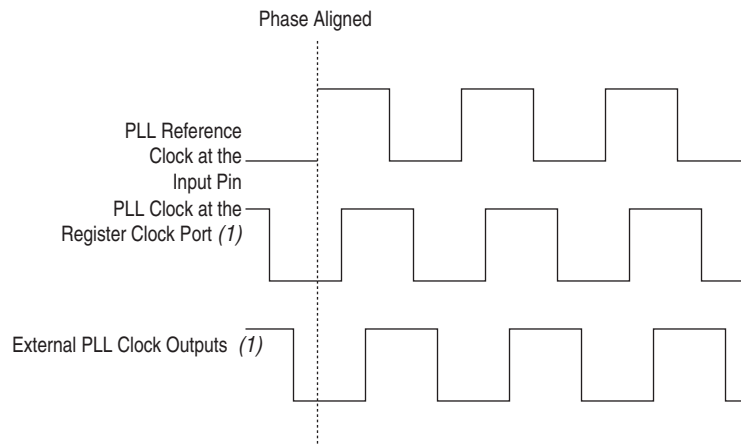 Phase Aligned
PLL Reference
Clock at the
Input Pin
PLL Clock at the
Register Clock Port (1)
External PLL Clock Outputs (1)